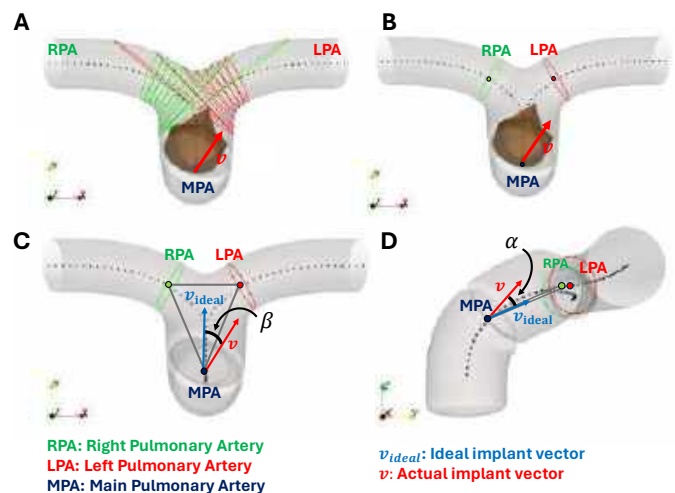 A
RPA
LPA
v
MPA
B
RPA
LPA
v
MPA
C
RPA
LPA
v_ideal
β
v
MPA
D
α
RPA
LPA
v
MPA
v_ideal
RPA: Right Pulmonary Artery
LPA: Left Pulmonary Artery
MPA: Main Pulmonary Artery
v_ideal: Ideal implant vector
v: Actual implant vector